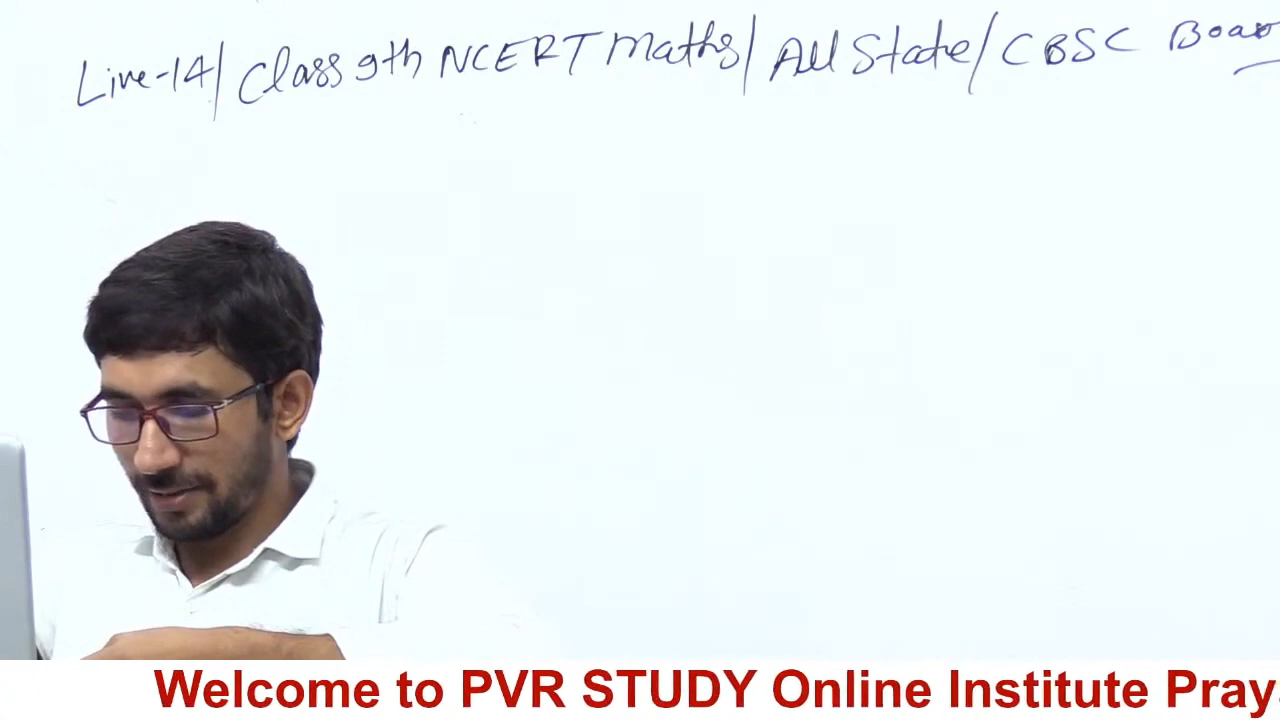 Live-14/ Class 9th NCERT Maths/ All State/ CBSC Boar
Welcome to PVR STUDY Online Institute Pray